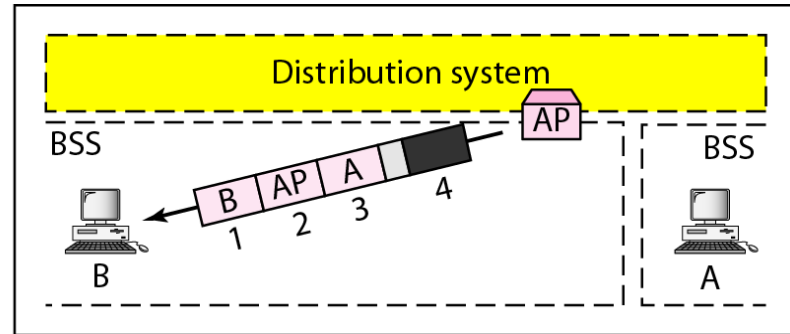 Distribution system
AP
BSS
BSS
B AP A
1 2 3 4
B
A